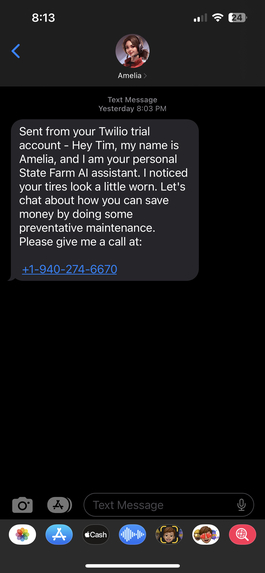 8:13
24
Amelia
Text Message
Yesterday 8:03 PM
Sent from your Twilio trial
account - Hey Tim, my name is
Amelia, and I am your personal
State Farm AI assistant. I noticed
your tires look a little worn. Let's
chat about how you can save
money by doing some
preventative maintenance.
Please give me a call at:
+1-940-274-6670
Text Message
Cash